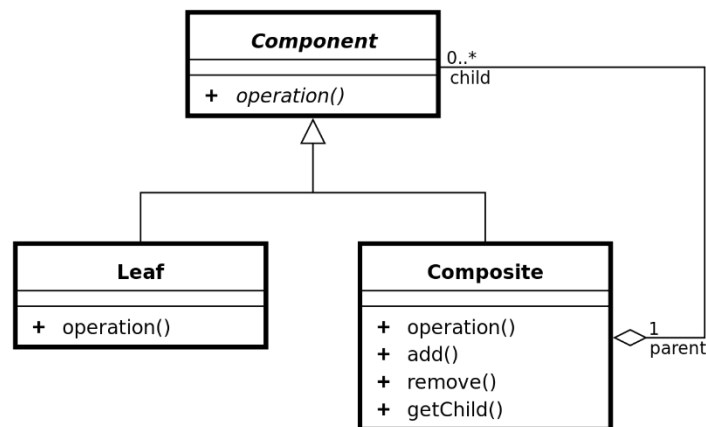 Component
0..*
child
+ operation()
Leaf
+ operation()
Composite
+ operation()
+ add()
+ remove()
+ getChild()
1
parent